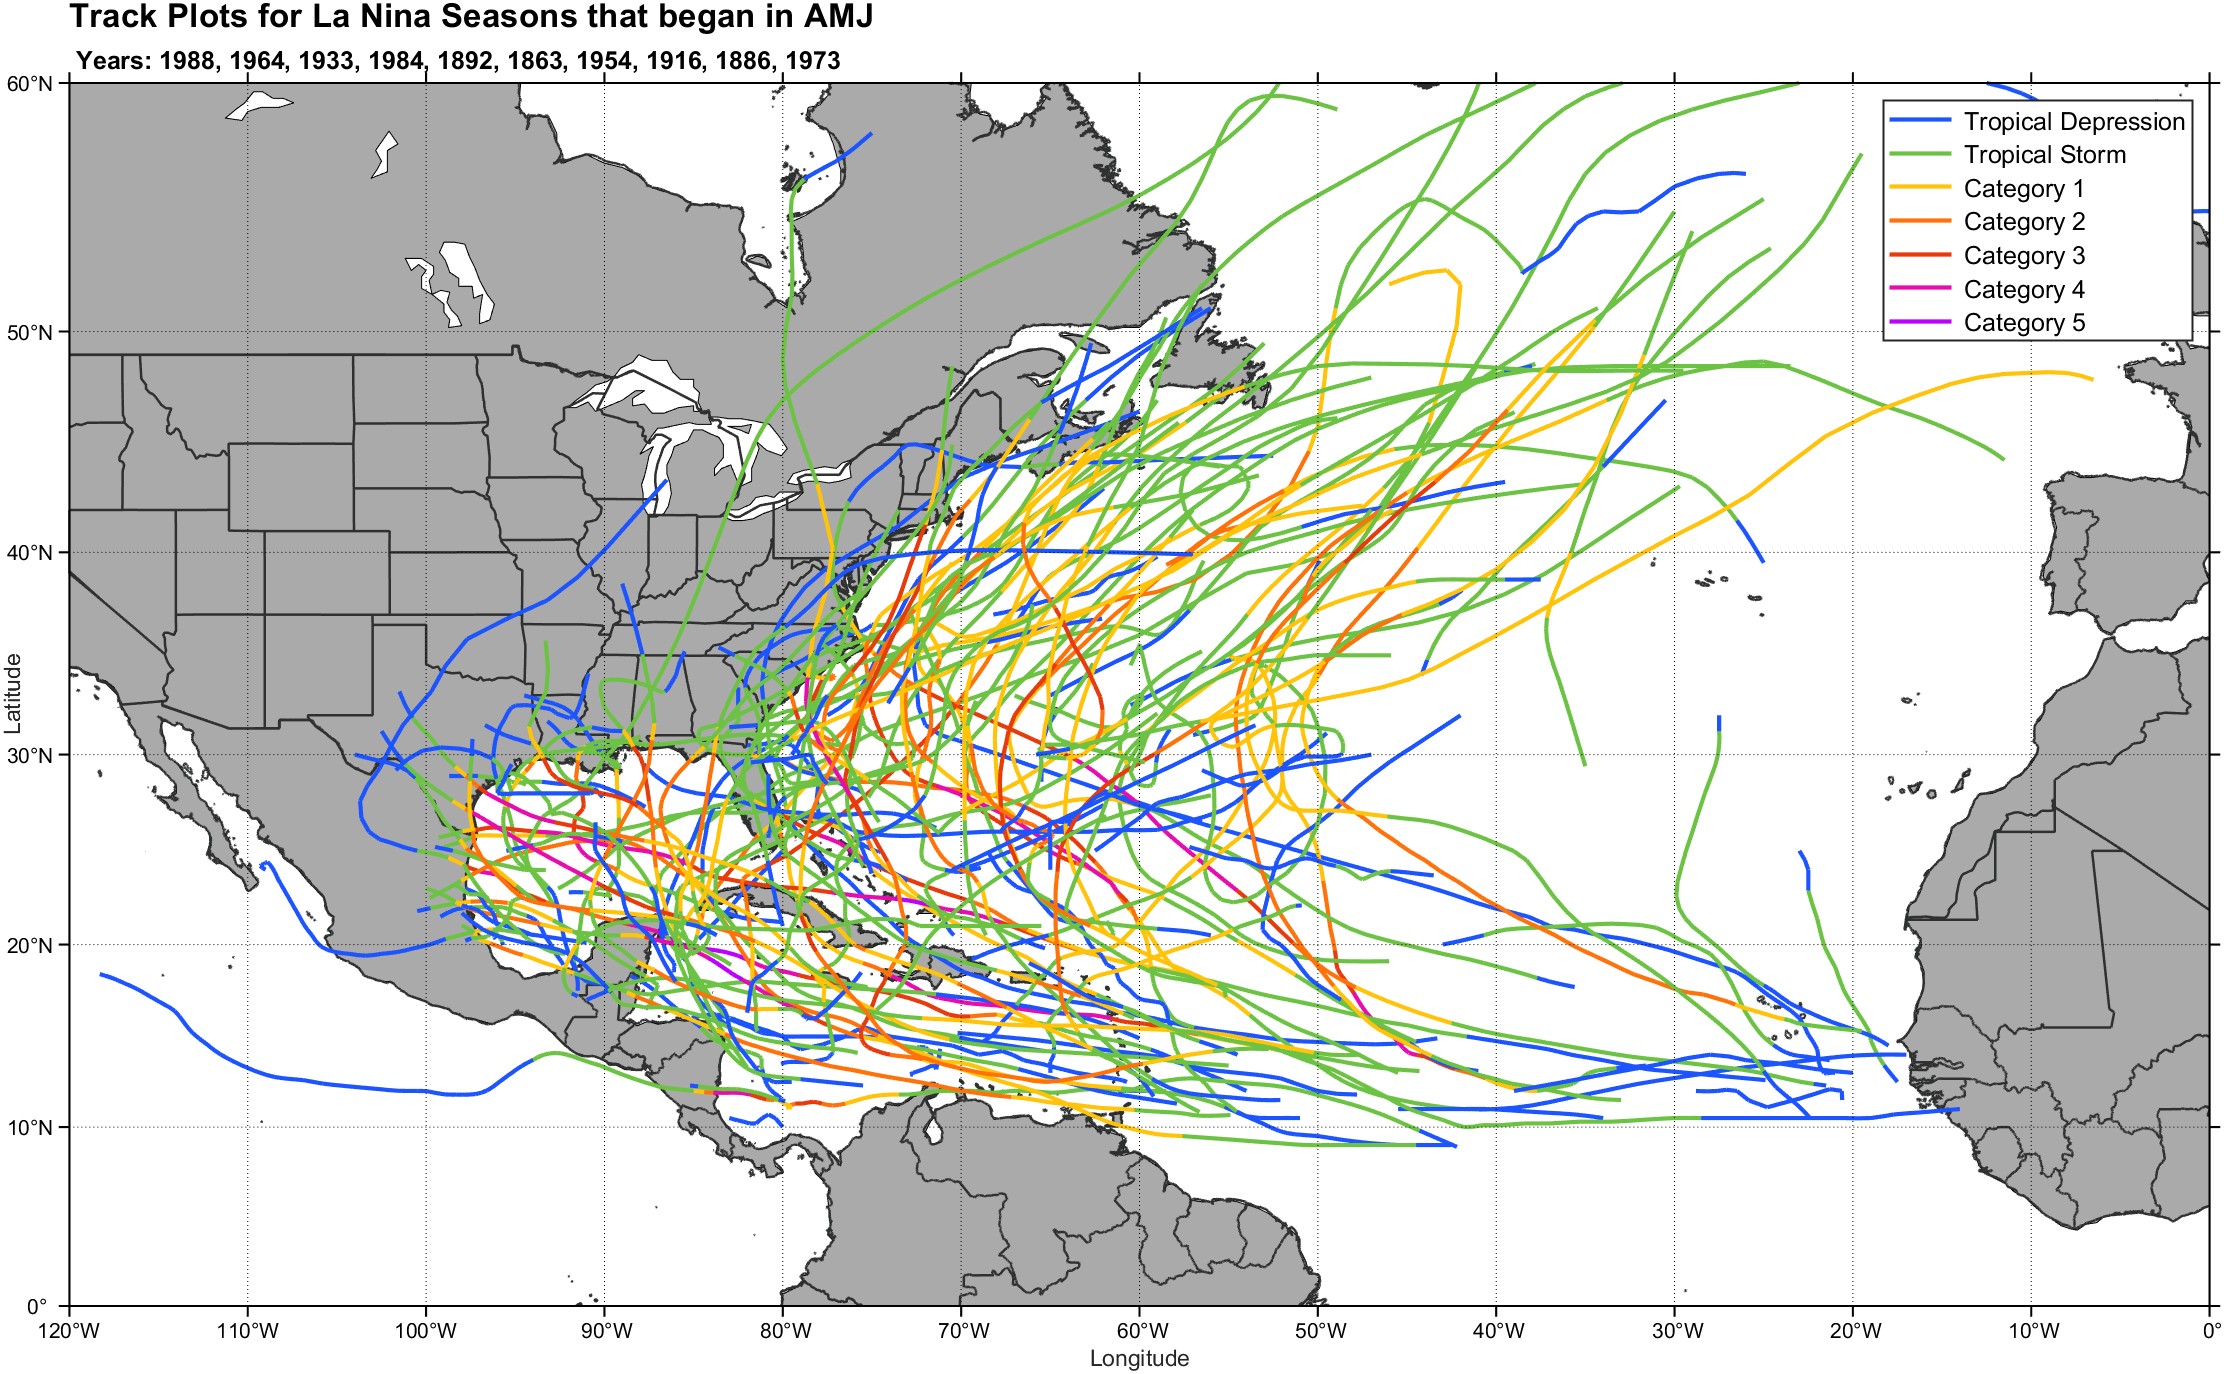 Track Plots for La Nina Seasons that began in AMJ
Years: 1988, 1964, 1933, 1984, 1892, 1863, 1954, 1916, 1886, 1973
60°N
50°N
40°N
30°N
20°N
10°N
0°
Latitude
Tropical Depression
Tropical Storm
Category 1
Category 2
Category 3
Category 4
Category 5
120°W 110°W 100°W 90°W 80°W 70°W 60°W 50°W 40°W 30°W 20°W 10°W 0°
Longitude